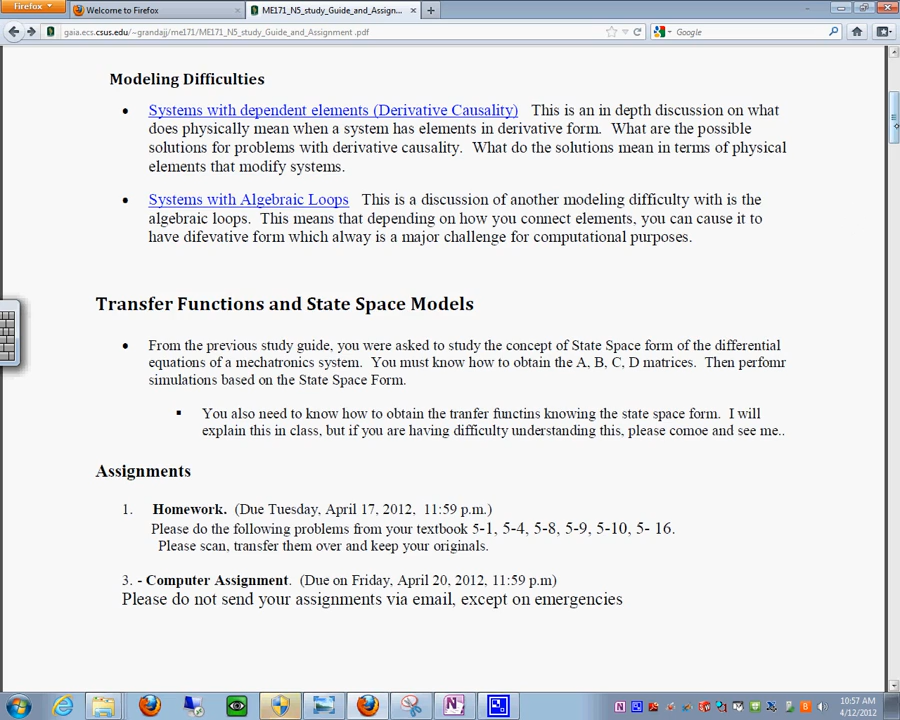 Firefox
Welcome to Firefox
ME171_N5_study_Guide_and_Assign...
gaia.ecs.csus.edu/~grandajj/me171/ME171_N5_study_Guide_and_Assignment .pdf
Google
Modeling Difficulties
• Systems with dependent elements (Derivative Causality) This is an in depth discussion on what
does physically mean when a system has elements in derivative form. What are the possible
solutions for problems with derivative causality. What do the solutions mean in terms of physical
elements that modify systems.
• Systems with Algebraic Loops This is a discussion of another modeling difficulty with is the
algebraic loops. This means that depending on how you connect elements, you can cause it to
have difevative form which alway is a major challenge for computational purposes.
Transfer Functions and State Space Models
• From the previous study guide, you were asked to study the concept of State Space form of the differential
equations of a mechatronics system. You must know how to obtain the A, B, C, D matrices. Then perfomr
simulations based on the State Space Form.
▪ You also need to know how to obtain the tranfer functins knowing the state space form. I will
explain this in class, but if you are having difficulty understanding this, please comoe and see me..
Assignments
1. Homework. (Due Tuesday, April 17, 2012, 11:59 p.m.)
Please do the following problems from your textbook 5-1, 5-4, 5-8, 5-9, 5-10, 5- 16.
Please scan, transfer them over and keep your originals.
3. - Computer Assignment. (Due on Friday, April 20, 2012, 11:59 p.m)
Please do not send your assignments via email, except on emergencies
10:57 AM
4/12/2012